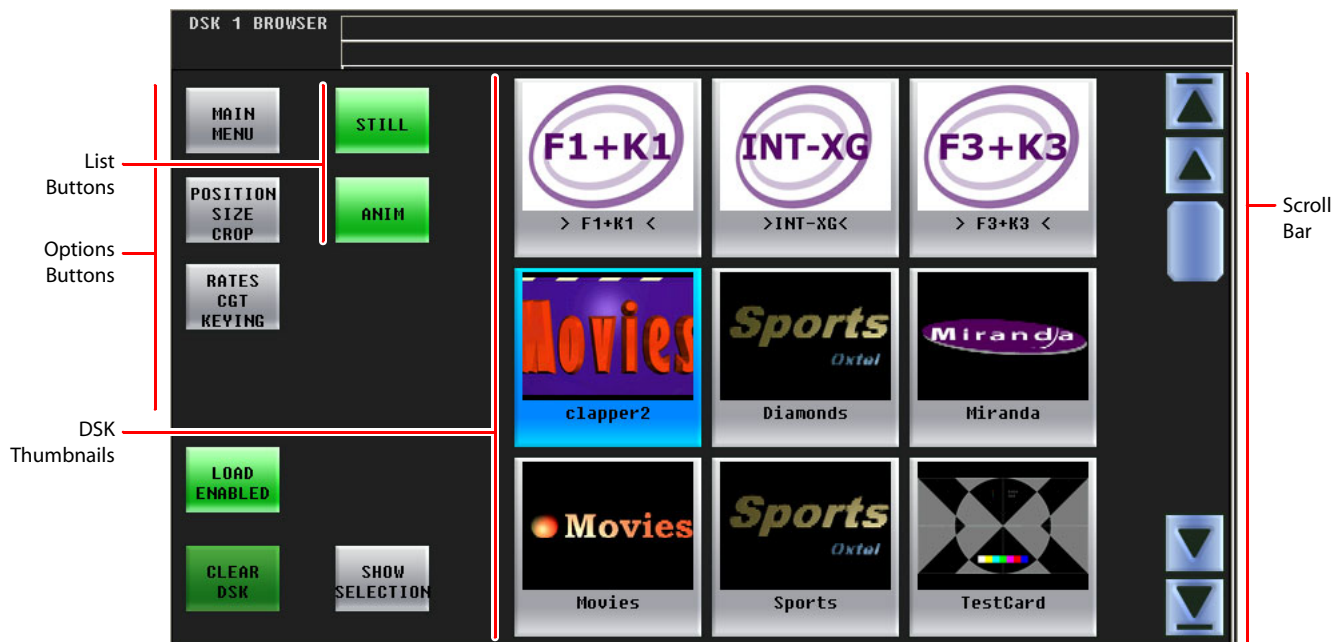 DSK 1 BROWSER
MAIN
MENU
STILL
List
Buttons
POSITION
SIZE
CROP
ANIM
Options
Buttons
RATES
CGT
KEYING
DSK
Thumbnails
LOAD
ENABLED
CLEAR
DSK
SHOW
SELECTION
F1+K1
> F1+K1 <
INT-XG
>INT-XG<
F3+K3
> F3+K3 <
Movies
clapper2
Sports
Oxtel
Diamonds
Miranda
Miranda
Movies
Movies
Sports
Oxtel
Sports
TestCard
Scroll
Bar